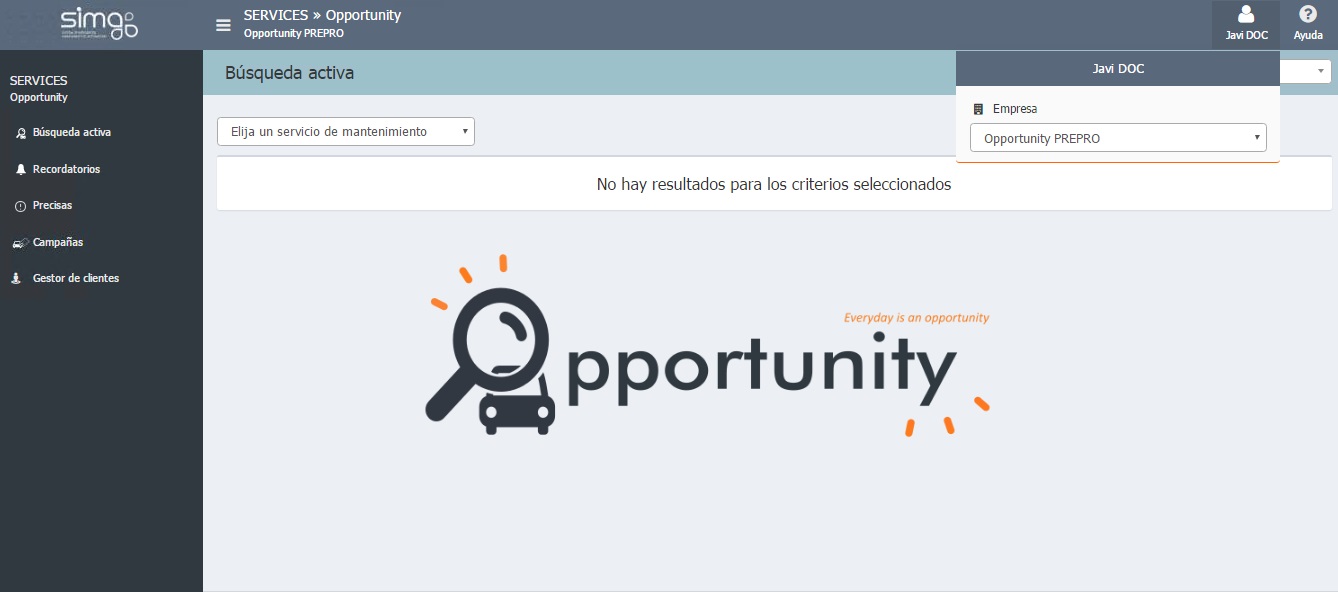 sima
SERVICES » Opportunity
Opportunity PREPRO
Javi DOC
Ayuda
SERVICES
Opportunity
Búsqueda activa
Recordatorios
Precisas
Campañas
Gestor de clientes
Búsqueda activa
Javi DOC
Empresa
Opportunity PREPRO
Elija un servicio de mantenimiento
No hay resultados para los criterios seleccionados
Everyday is an opportunity
Opportunity